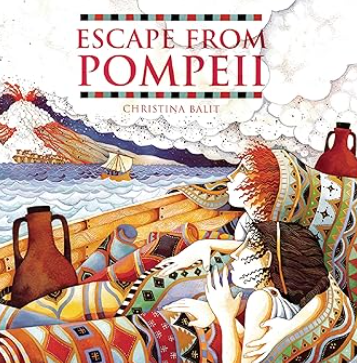 ESCAPE FROM
POMPEII
CHRISTINA BALIT